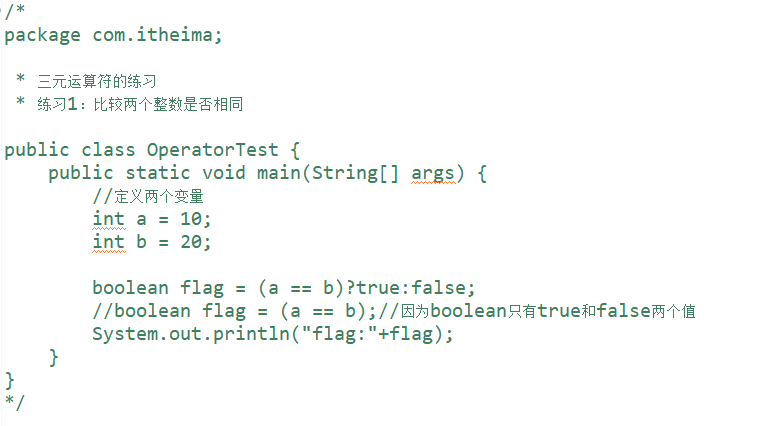 /*
package com.itheima;
* 三元运算符的练习
* 练习1：比较两个整数是否相同
public class OperatorTest {
public static void main(String[] args) {
//定义两个变量
int a = 10;
int b = 20;
boolean flag = (a == b)?true:false;
//boolean flag = (a == b);//因为boolean只有true和false两个值
System.out.println("flag:"+flag);
}
}
*/